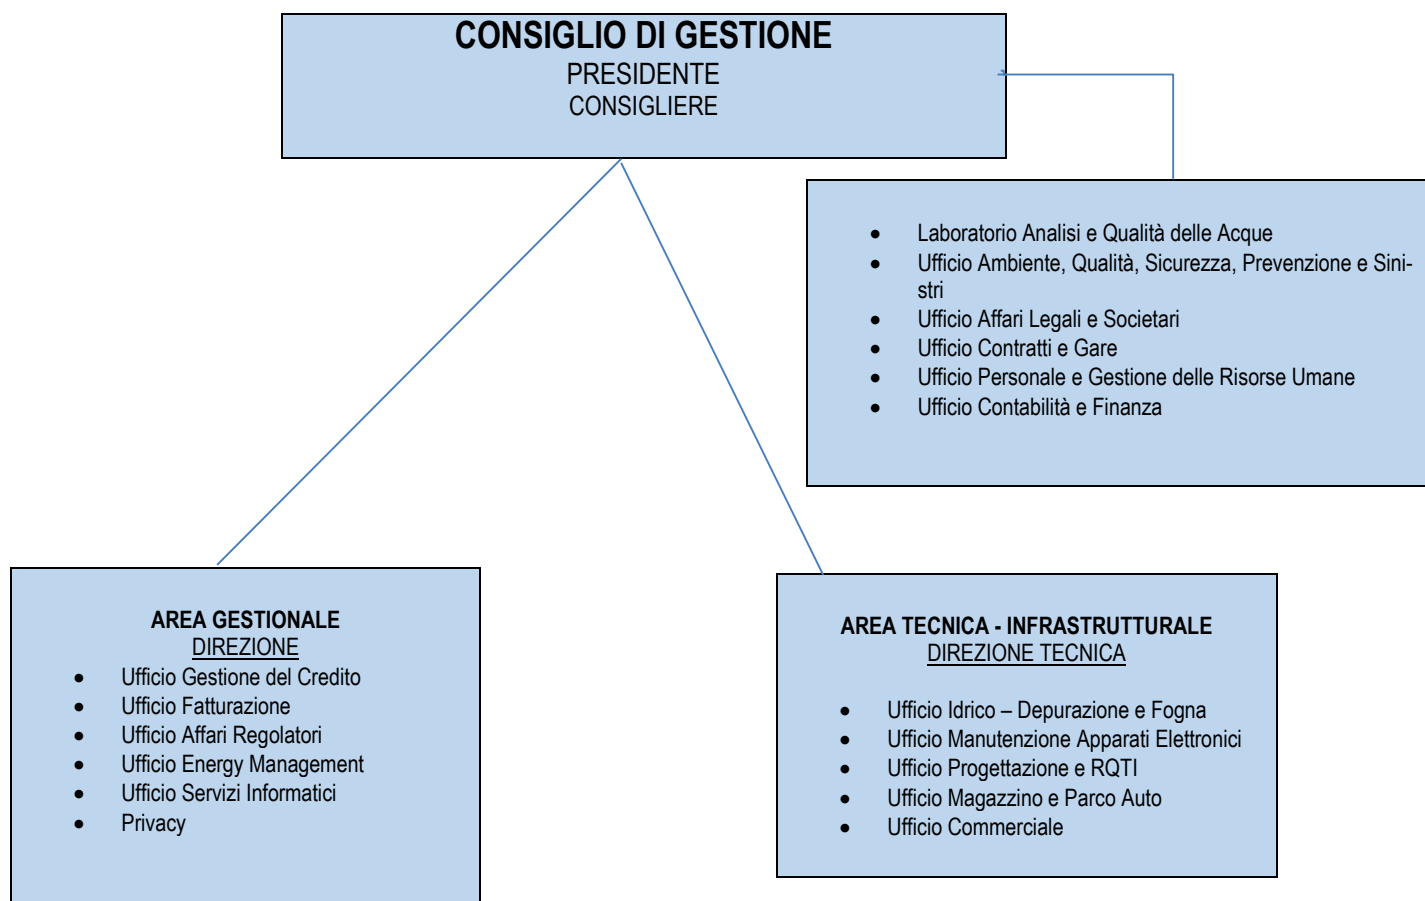 CONSIGLIO DI GESTIONE
PRESIDENTE
CONSIGLIERE
• Laboratorio Analisi e Qualità delle Acque
• Ufficio Ambiente, Qualità, Sicurezza, Prevenzione e Sini-
stri
• Ufficio Affari Legali e Societari
• Ufficio Contratti e Gare
• Ufficio Personale e Gestione delle Risorse Umane
• Ufficio Contabilità e Finanza
AREA GESTIONALE
DIREZIONE
• Ufficio Gestione del Credito
• Ufficio Fatturazione
• Ufficio Affari Regolatori
• Ufficio Energy Management
• Ufficio Servizi Informatici
• Privacy
AREA TECNICA - INFRASTRUTTURALE
DIREZIONE TECNICA
• Ufficio Idrico – Depurazione e Fogna
• Ufficio Manutenzione Apparati Elettronici
• Ufficio Progettazione e RQTI
• Ufficio Magazzino e Parco Auto
• Ufficio Commerciale